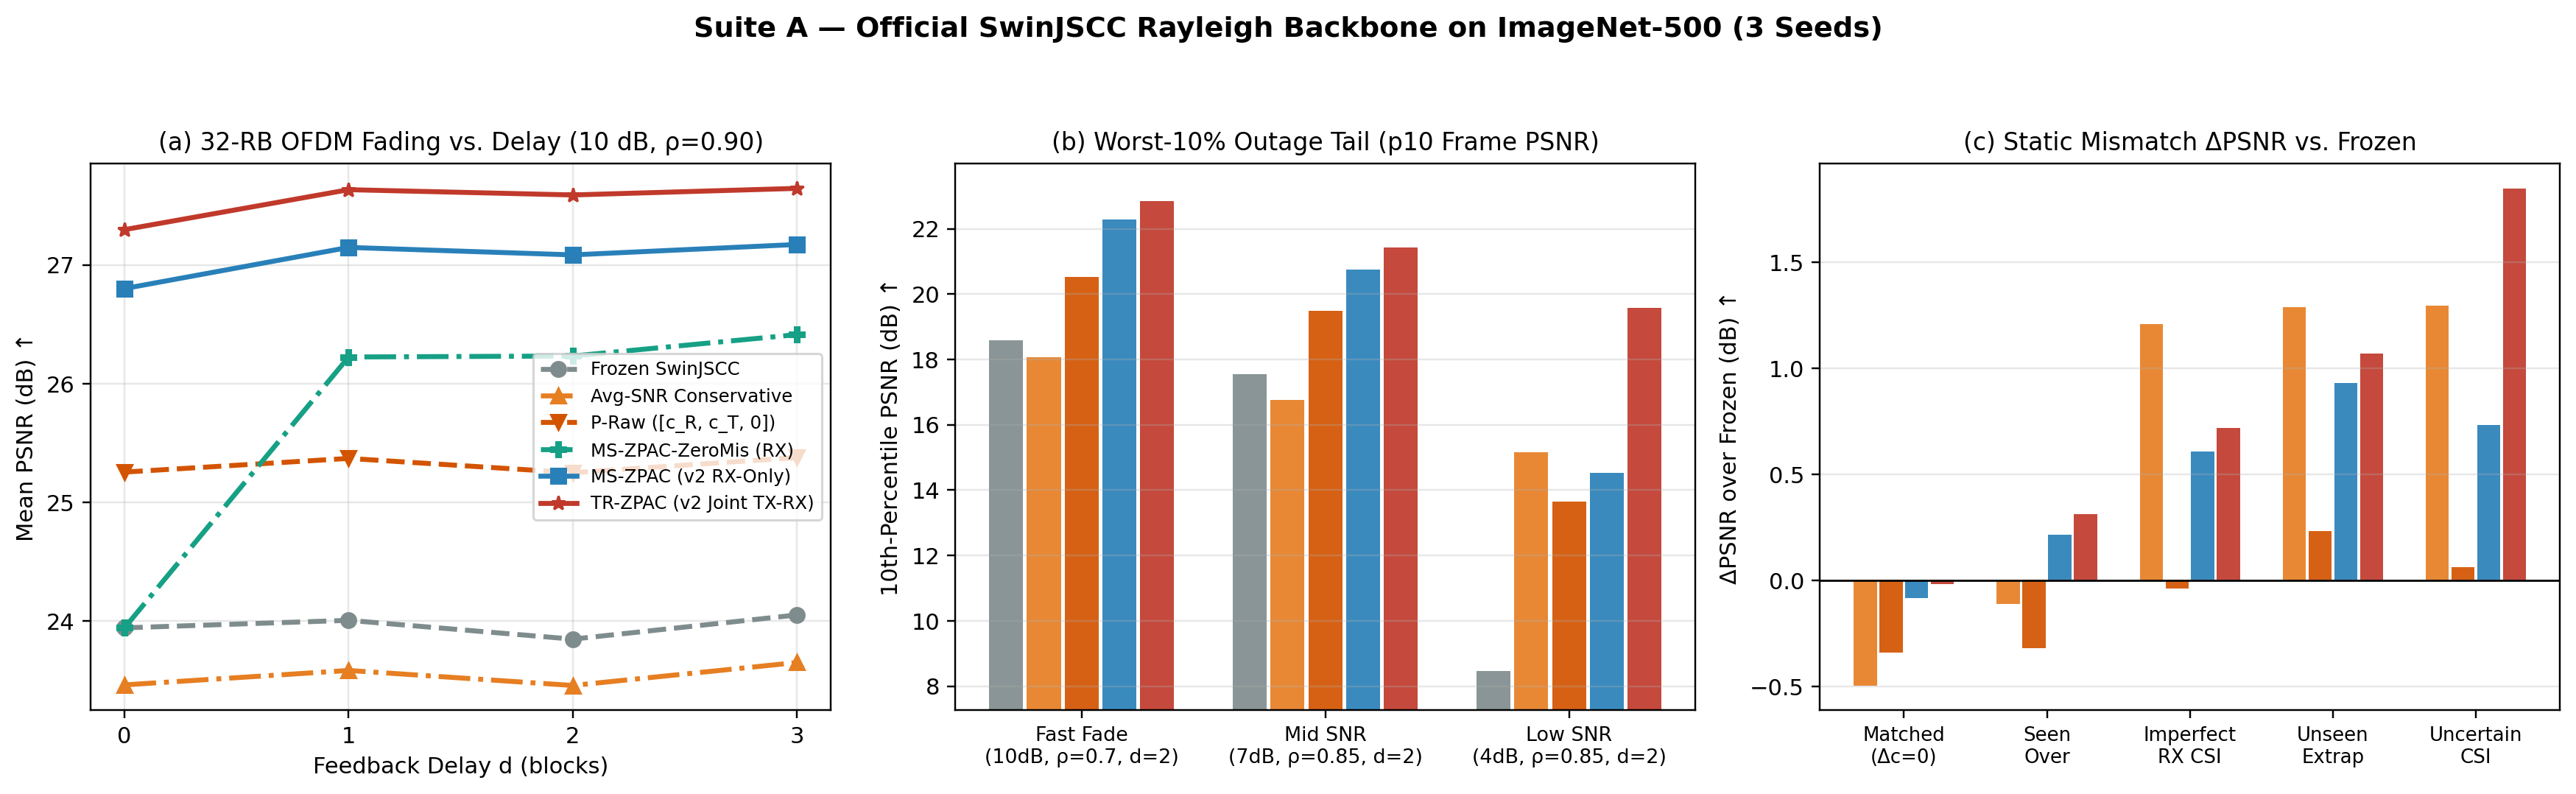 Suite A — Official SwinJSCC Rayleigh Backbone on ImageNet-500 (3 Seeds)
(a) 32-RB OFDM Fading vs. Delay (10 dB, ρ=0.90)
Mean PSNR (dB) ↑
27
26
25
24
0
1
2
3
Feedback Delay d (blocks)
Frozen SwinJSCC
Avg-SNR Conservative
P-Raw ([c_R, c_T, 0])
MS-ZPAC-ZeroMis (RX)
MS-ZPAC (v2 RX-Only)
TR-ZPAC (v2 Joint TX-RX)
(b) Worst-10% Outage Tail (p10 Frame PSNR)
10th-Percentile PSNR (dB) ↑
22
20
18
16
14
12
10
8
Fast Fade
(10dB, ρ=0.7, d=2)
Mid SNR
(7dB, ρ=0.85, d=2)
Low SNR
(4dB, ρ=0.85, d=2)
(c) Static Mismatch ΔPSNR vs. Frozen
ΔPSNR over Frozen (dB) ↑
1.5
1.0
0.5
0.0
−0.5
Matched
(Δc=0)
Seen
Over
Imperfect
RX CSI
Unseen
Extrap
Uncertain
CSI